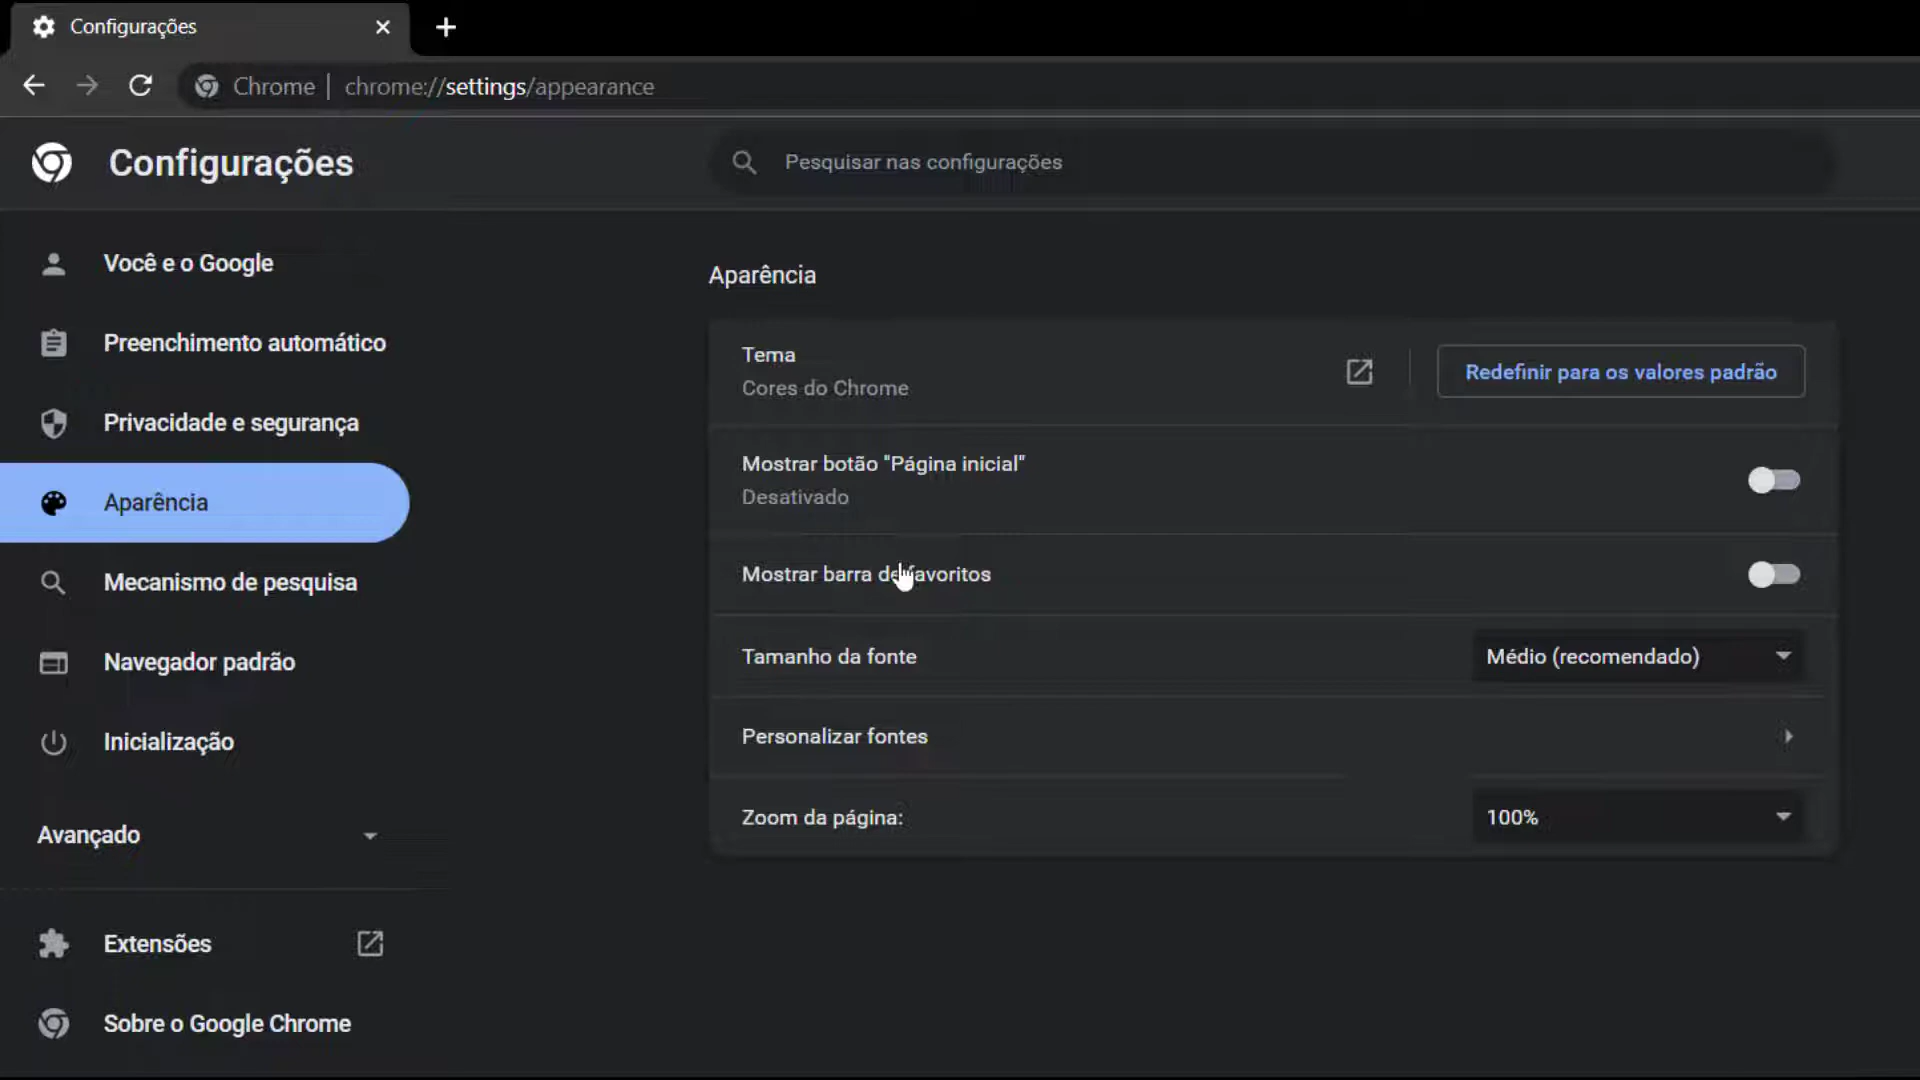 Configurações
Chrome | chrome://settings/appearance
Configurações
Pesquisar nas configurações
Você e o Google
Preenchimento automático
Privacidade e segurança
Aparência
Mecanismo de pesquisa
Navegador padrão
Inicialização
Avançado
Extensões
Sobre o Google Chrome
Aparência
Tema
Cores do Chrome
Redefinir para os valores padrão
Mostrar botão "Página inicial"
Desativado
Mostrar barra de favoritos
Tamanho da fonte
Médio (recomendado)
Personalizar fontes
Zoom da página:
100%